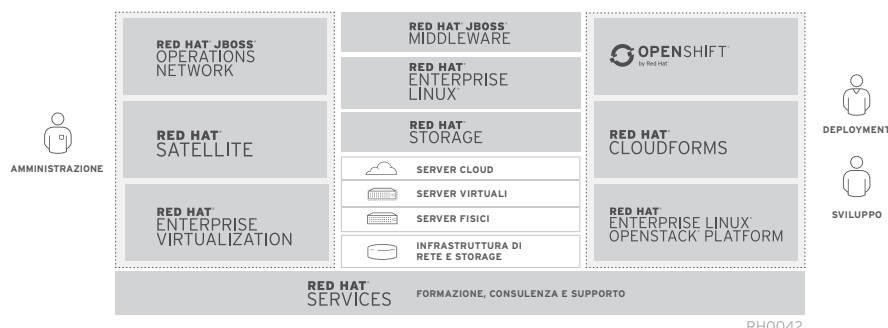 AMMINISTRAZIONE
RED HAT® JBOSS®
OPERATIONS
NETWORK
RED HAT®
SATELLITE
RED HAT®
ENTERPRISE
VIRTUALIZATION
RED HAT® JBOSS®
MIDDLEWARE
RED HAT®
ENTERPRISE
LINUX®
RED HAT®
STORAGE
SERVER CLOUD
SERVER VIRTUALI
SERVER FISICI
INFRASTRUTTURA DI
RETE E STORAGE
OPENSHIFT®
by Red Hat®
RED HAT®
CLOUDFORMS
RED HAT®
ENTERPRISE LINUX®
OPENSTACK® PLATFORM
DEPLOYMENT
SVILUPPO
RED HAT®
SERVICES
FORMAZIONE, CONSULENZA E SUPPORTO
RH0042